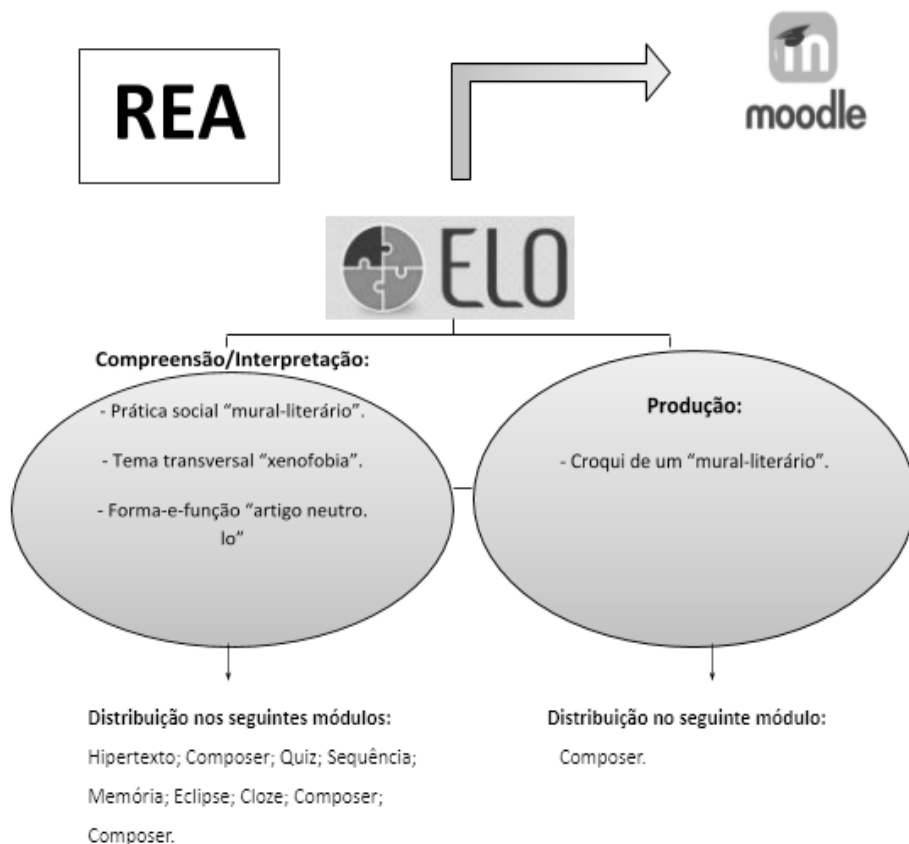 REA
moodle
ELO
Compreensão/Interpretação:
- Prática social “mural-literário”.
- Tema transversal “xenofobia”.
- Forma-e-função “artigo neutro.
lo”
Produção:
- Croqui de um “mural-literário”.
Distribuição nos seguintes módulos:
Hipertexto; Composer; Quiz; Sequência;
Memória; Eclipse; Cloze; Composer;
Composer.
Distribuição no seguinte módulo:
Composer.